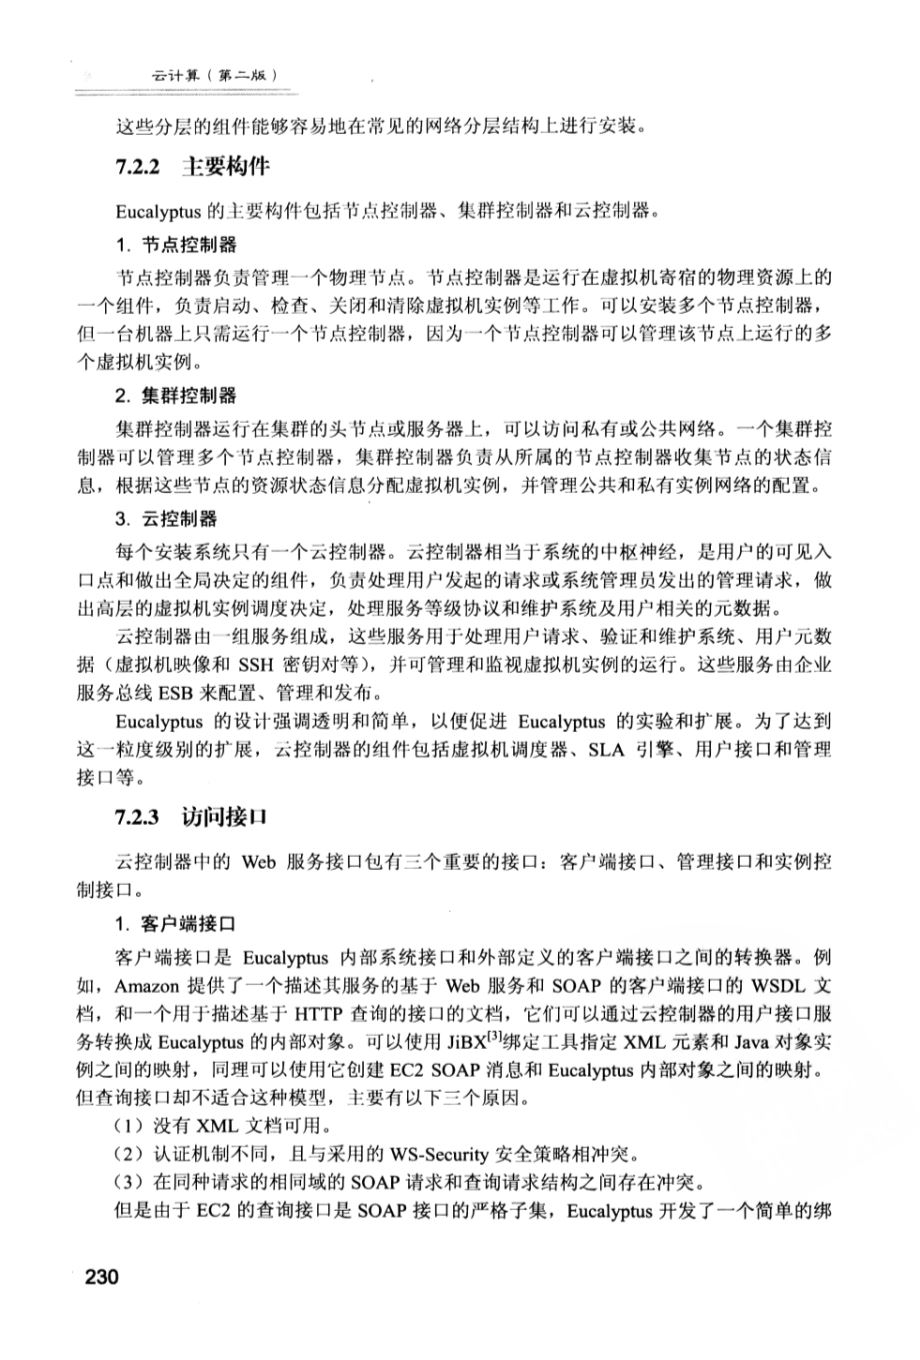 云计算（第二版）
这些分层的组件能够容易地在常见的网络分层结构上进行安装。
7.2.2 主要构件
Eucalyptus 的主要构件包括节点控制器、集群控制器和云控制器。
1. 节点控制器
节点控制器负责管理一个物理节点。节点控制器是运行在虚拟机寄宿的物理资源上的
一个组件，负责启动、检查、关闭和清除虚拟机实例等工作。可以安装多个节点控制器，
但一台机器上只需运行一个节点控制器，因为一个节点控制器可以管理该节点上运行的多
个虚拟机实例。
2. 集群控制器
集群控制器运行在集群的头节点或服务器上，可以访问私有或公共网络。一个集群控
制器可以管理多个节点控制器，集群控制器负责从所属的节点控制器收集节点的状态信
息，根据这些节点的资源状态信息分配虚拟机实例，并管理公共和私有实例网络的配置。
3. 云控制器
每个安装系统只有一个云控制器。云控制器相当于系统的中枢神经，是用户的可见入
口点和做出全局决定的组件，负责处理用户发起的请求或系统管理员发出的管理请求，做
出高层的虚拟机实例调度决定，处理服务等级协议和维护系统及用户相关的元数据。
云控制器由一组服务组成，这些服务用于处理用户请求、验证和维护系统、用户元数
据（虚拟机映像和 SSH 密钥对等），并可管理和监视虚拟机实例的运行。这些服务由企业
服务总线 ESB 来配置、管理和发布。
Eucalyptus 的设计强调透明和简单，以便促进 Eucalyptus 的实验和扩展。为了达到
这一粒度级别的扩展，云控制器的组件包括虚拟机调度器、SLA 引擎、用户接口和管理
接口等。
7.2.3 访问接口
云控制器中的 Web 服务接口包有三个重要的接口：客户端接口、管理接口和实例控
制接口。
1. 客户端接口
客户端接口是 Eucalyptus 内部系统接口和外部定义的客户端接口之间的转换器。例
如，Amazon 提供了一个描述其服务的基于 Web 服务和 SOAP 的客户端接口的 WSDL 文
档，和一个用于描述基于 HTTP 查询的接口的文档，它们可以通过云控制器的用户接口服
务转换成 Eucalyptus 的内部对象。可以使用 JiBX[3]绑定工具指定 XML 元素和 Java 对象实
例之间的映射，同理可以使用它创建 EC2 SOAP 消息和 Eucalyptus 内部对象之间的映射。
但查询接口却不适合这种模型，主要有以下三个原因。
（1）没有 XML 文档可用。
（2）认证机制不同，且与采用的 WS-Security 安全策略相冲突。
（3）在同种请求的相同域的 SOAP 请求和查询请求结构之间存在冲突。
但是由于 EC2 的查询接口是 SOAP 接口的严格子集，Eucalyptus 开发了一个简单的绑
230